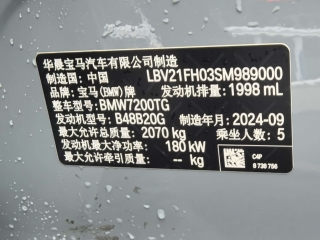 华晨宝马汽车有限公司制造
制造国：中国 LBV21FH03SM989000
品牌：宝马(BMW)牌 发动机排量：1998 mL
整车型号：BMW7200TG
发动机型号：B48B20G 制造年月：2024-09
最大允许总质量：2070 kg 乘坐人数：5
发动机最大净功率：180 kW C4P
最大允许牵引质量：-- kg 8 738 756